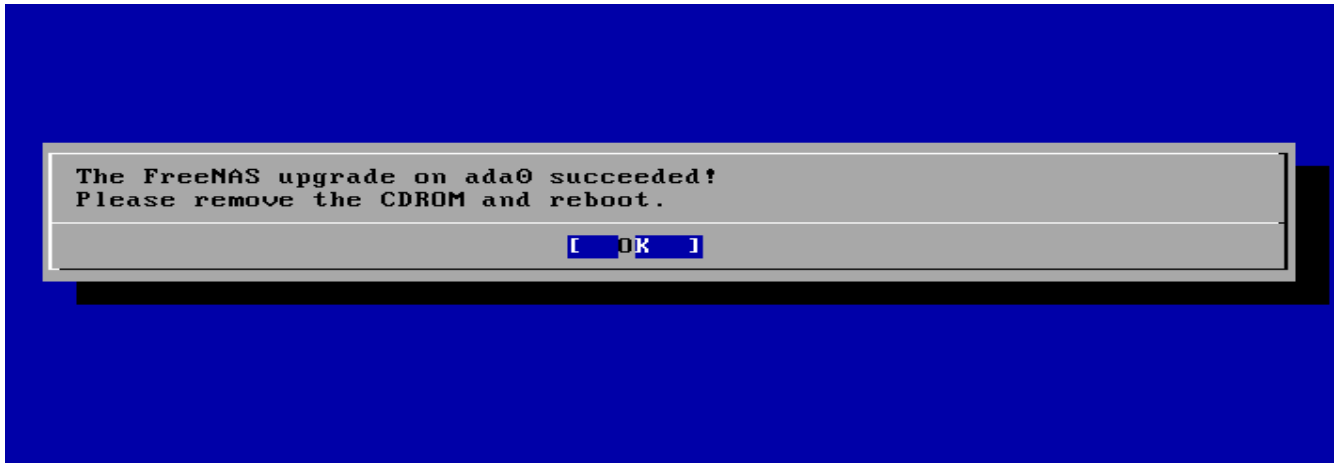 The FreeNAS upgrade on ada0 succeeded!
Please remove the CDROM and reboot.
[ OK ]